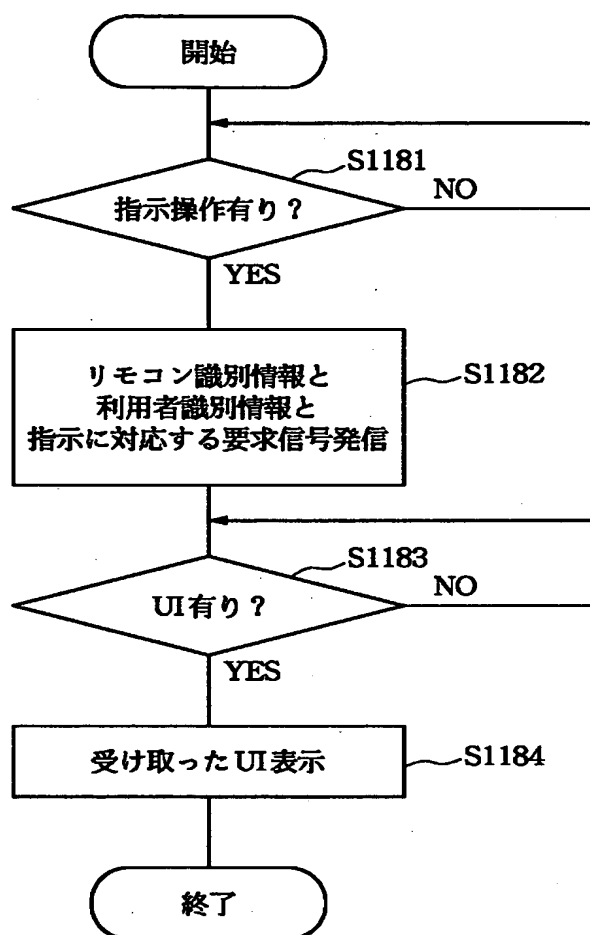 開始
S1181
指示操作有り？
NO
YES
リモコン識別情報と
利用者識別情報と
指示に対応する要求信号発信
S1182
S1183
UI有り？
NO
YES
受け取ったUI表示
S1184
終了